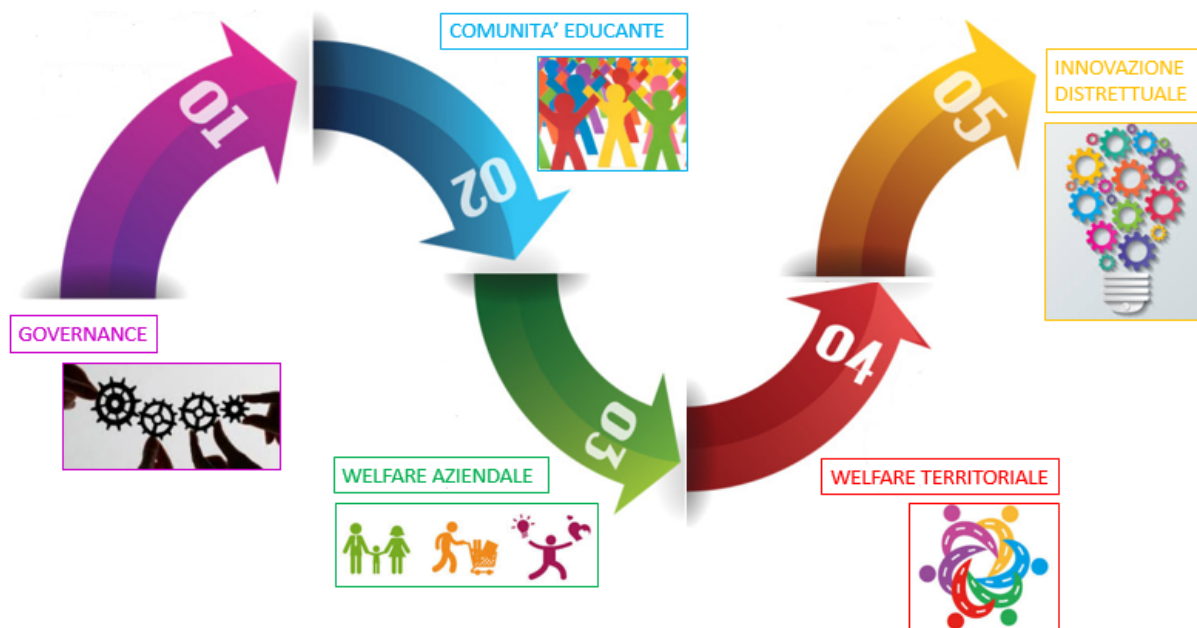 01
GOVERNANCE
02
COMUNITA’ EDUCANTE
03
WELFARE AZIENDALE
04
WELFARE TERRITORIALE
05
INNOVAZIONE
DISTRETTUALE